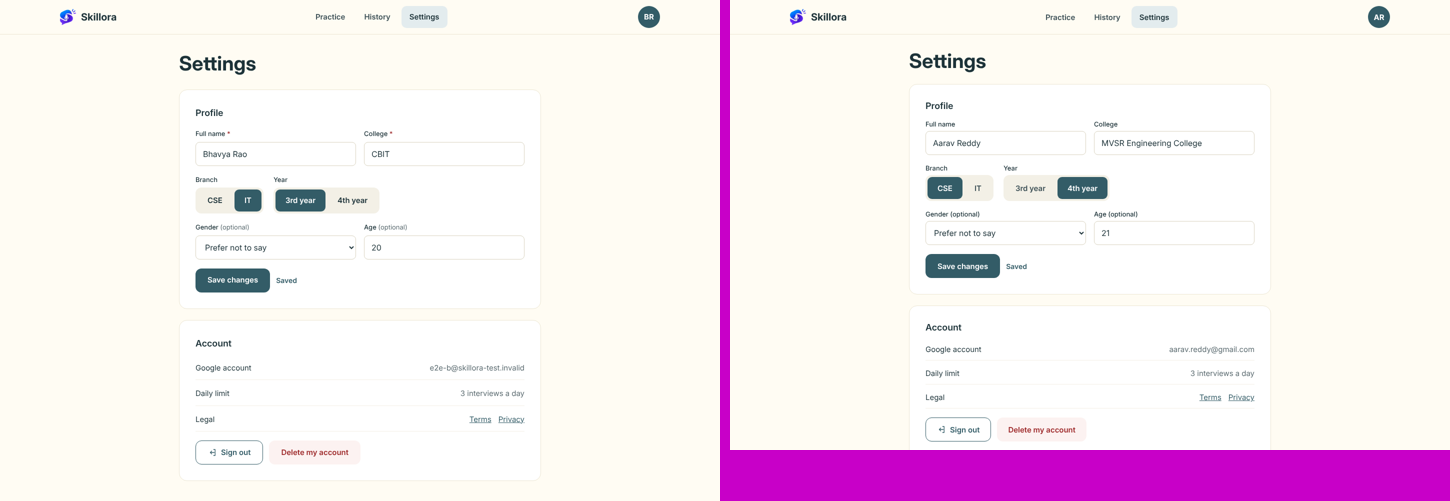 Skillora
Practice History Settings
BR
Settings
Profile
Full name * College *
Bhavya Rao CBIT
Branch Year
CSE IT 3rd year 4th year
Gender (optional) Age (optional)
Prefer not to say 20
Save changes Saved
Account
Google account e2e-b@skillora-test.invalid
Daily limit 3 interviews a day
Legal Terms Privacy
Sign out Delete my account
Skillora
Practice History Settings
AR
Settings
Profile
Full name College
Aarav Reddy MVSR Engineering College
Branch Year
CSE IT 3rd year 4th year
Gender (optional) Age (optional)
Prefer not to say 21
Save changes Saved
Account
Google account aarav.reddy@gmail.com
Daily limit 3 interviews a day
Legal Terms Privacy
Sign out Delete my account